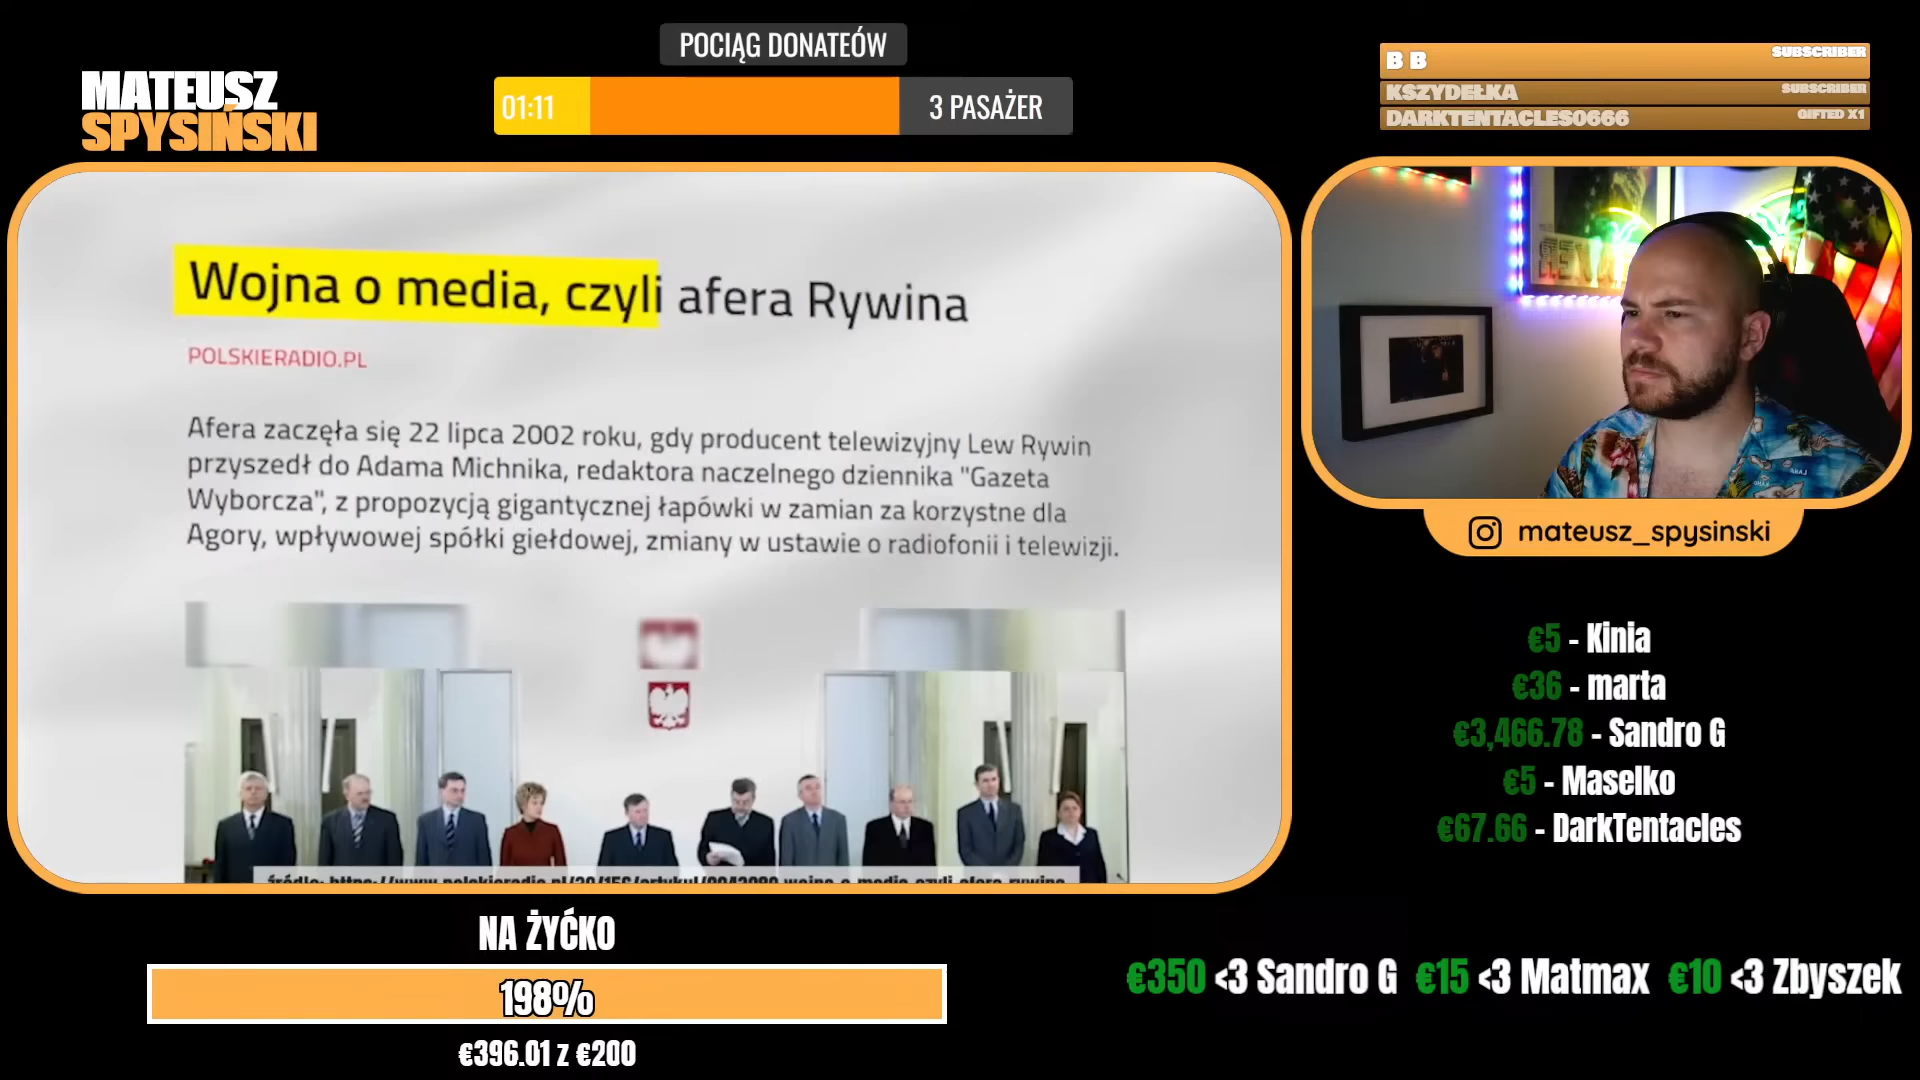 POCIĄG DONATEÓW
MATEUSZ
SPYSIŃSKI
01:11
3 PASAŻER
B B
SUBSCRIBER
KSZYDEŁKA
SUBSCRIBER
DARKTENTACLES0666
GIFTED X1
Wojna o media, czyli afera Rywina
POLSKIERADIO.PL
Afera zaczęła się 22 lipca 2002 roku, gdy producent telewizyjny Lew Rywin
przyszedł do Adama Michnika, redaktora naczelnego dziennika "Gazeta
Wyborcza", z propozycją gigantycznej łapówki w zamian za korzystne dla
Agory, wpływowej spółki giełdowej, zmiany w ustawie o radiofonii i telewizji.
mateusz_spysinski
€5 - Kinia
€36 - marta
€3,466.78 - Sandro G
€5 - Maselko
€67.66 - DarkTentacles
NA ŻYĆKO
198%
€396.01 z €200
€350 <3 Sandro G €15 <3 Matmax €10 <3 Zbyszek